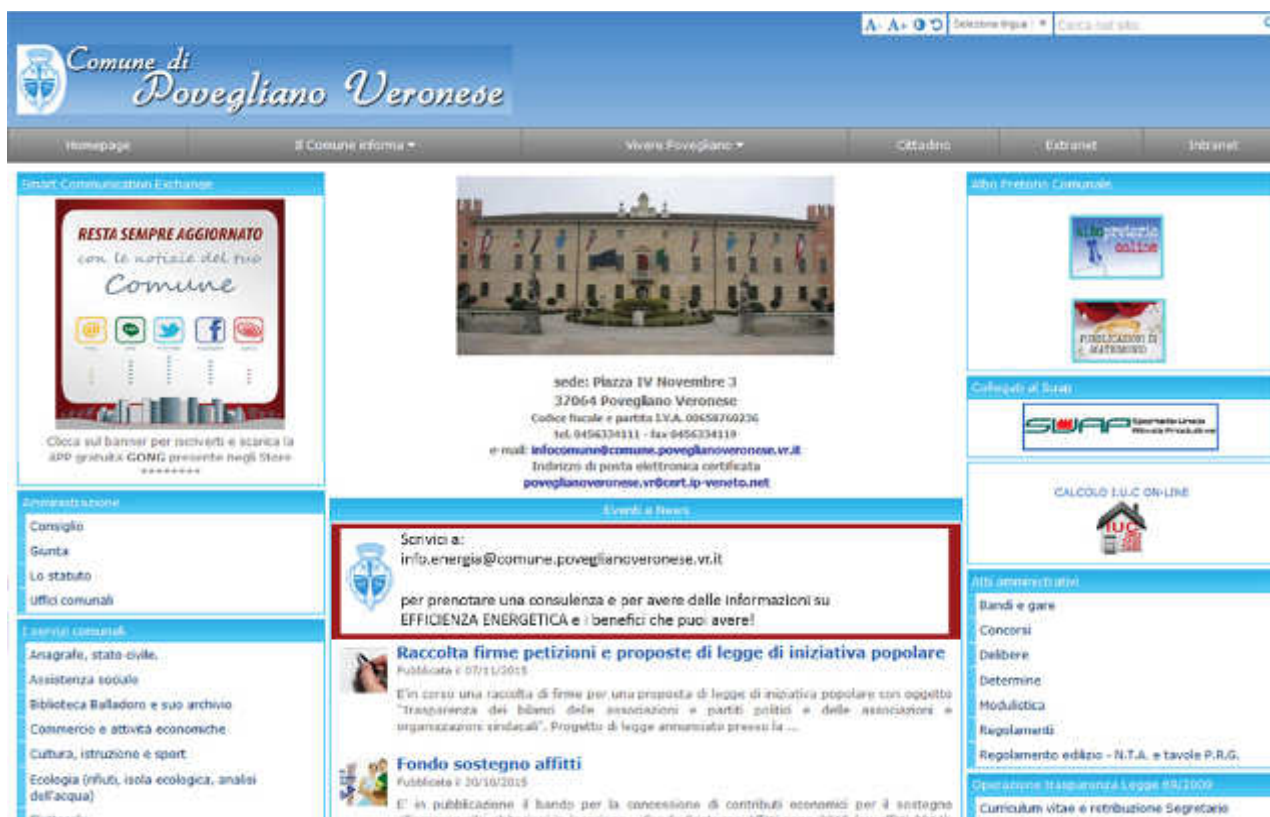 A- A+
Seleziona lingua
Cerca nel sito
Comune di
Povegliano Veronese
Homepage
Il Comune informa
Vivere Povegliano
Cittadino
Extranet
Intranet
Smart Communication Exchange
RESTA SEMPRE AGGIORNATO
con le notizie del tuo
Comune
Clicca sul banner per iscriverti e scarica la
APP gratuita GONG presente negli Store
********
Amministrazione
Consiglio
Giunta
Lo statuto
Uffici comunali
I servizi comunali
Anagrafe, stato civile.
Assistenza sociale
Biblioteca Balladoro e suo archivio
Commercio e attività economiche
Cultura, istruzione e sport
Ecologia (rifiuti, isola ecologica, analisi
dell'acqua)
sede: Piazza IV Novembre 3
37064 Povegliano Veronese
Codice fiscale e partita I.V.A. 00658760236
tel. 0456334111 - fax 0456334119
e-mail: infocomune@comune.poveglianoveronese.vr.it
Indirizzo di posta elettronica certificata
poveglianoveronese.vr@cert.ip-veneto.net
Eventi e News
Scrivici a:
info.energia@comune.poveglianoveronese.vr.it
per prenotare una consulenza e per avere delle informazioni su
EFFICIENZA ENERGETICA e i benefici che puoi avere!
Raccolta firme petizioni e proposte di legge di iniziativa popolare
Pubblicata il 07/11/2015
E'in corso una raccolta di firme per una proposta di legge di iniziativa popolare con oggetto
"Trasparenza dei bilanci delle associazioni e partiti politici e delle associazioni e
organizzazioni sindacali". Progetto di legge annunciato presso la ...
Fondo sostegno affitti
Pubblicata il 20/10/2015
E' in pubblicazione il bando per la concessione di contributi economici per il sostegno
Albo Pretorio Comunale
albopretorio
online
PUBBLICAZIONI DI
MATRIMONIO
Collegati al Suap
SUAP Sportello Unico
Attività Produttive
CALCOLO I.U.C ON-LINE
IUC
Atti amministrativi
Bandi e gare
Concorsi
Delibere
Determine
Modulistica
Regolamenti
Regolamento edilizio - N.T.A. e tavole P.R.G.
Operazione trasparenza Legge 69/2009
Curriculum vitae e retribuzione Segretario